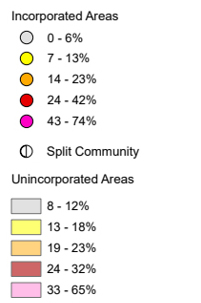 Incorporated Areas
0 - 6%
7 - 13%
14 - 23%
24 - 42%
43 - 74%
Split Community
Unincorporated Areas
8 - 12%
13 - 18%
19 - 23%
24 - 32%
33 - 65%